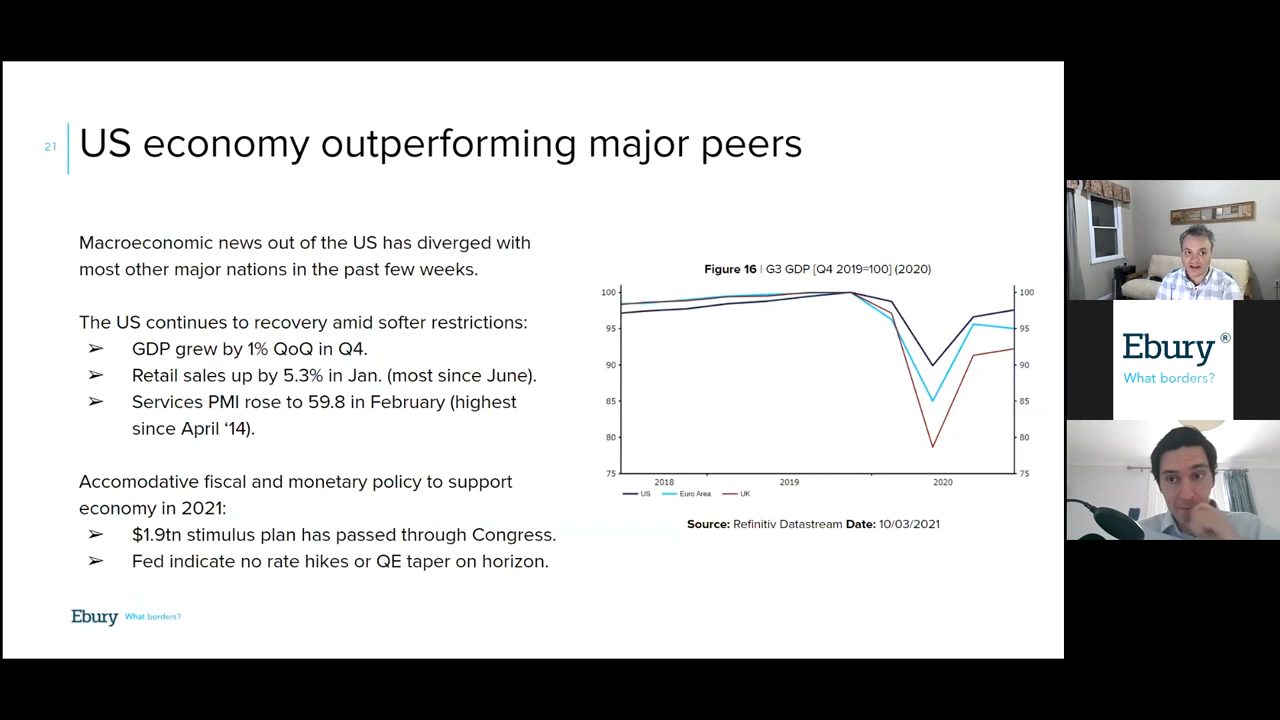 21
US economy outperforming major peers
Macroeconomic news out of the US has diverged with
most other major nations in the past few weeks.
The US continues to recovery amid softer restrictions:
➢ GDP grew by 1% QoQ in Q4.
➢ Retail sales up by 5.3% in Jan. (most since June).
➢ Services PMI rose to 59.8 in February (highest
since April ‘14).
Accomodative fiscal and monetary policy to support
economy in 2021:
➢ $1.9tn stimulus plan has passed through Congress.
➢ Fed indicate no rate hikes or QE taper on horizon.
Ebury What borders?
Figure 16 | G3 GDP [Q4 2019=100] (2020)
100 100
95 95
90 90
85 85
80 80
75 75
2018 2019 2020
US Euro Area UK
Source: Refinitiv Datastream Date: 10/03/2021
Ebury®
What borders?